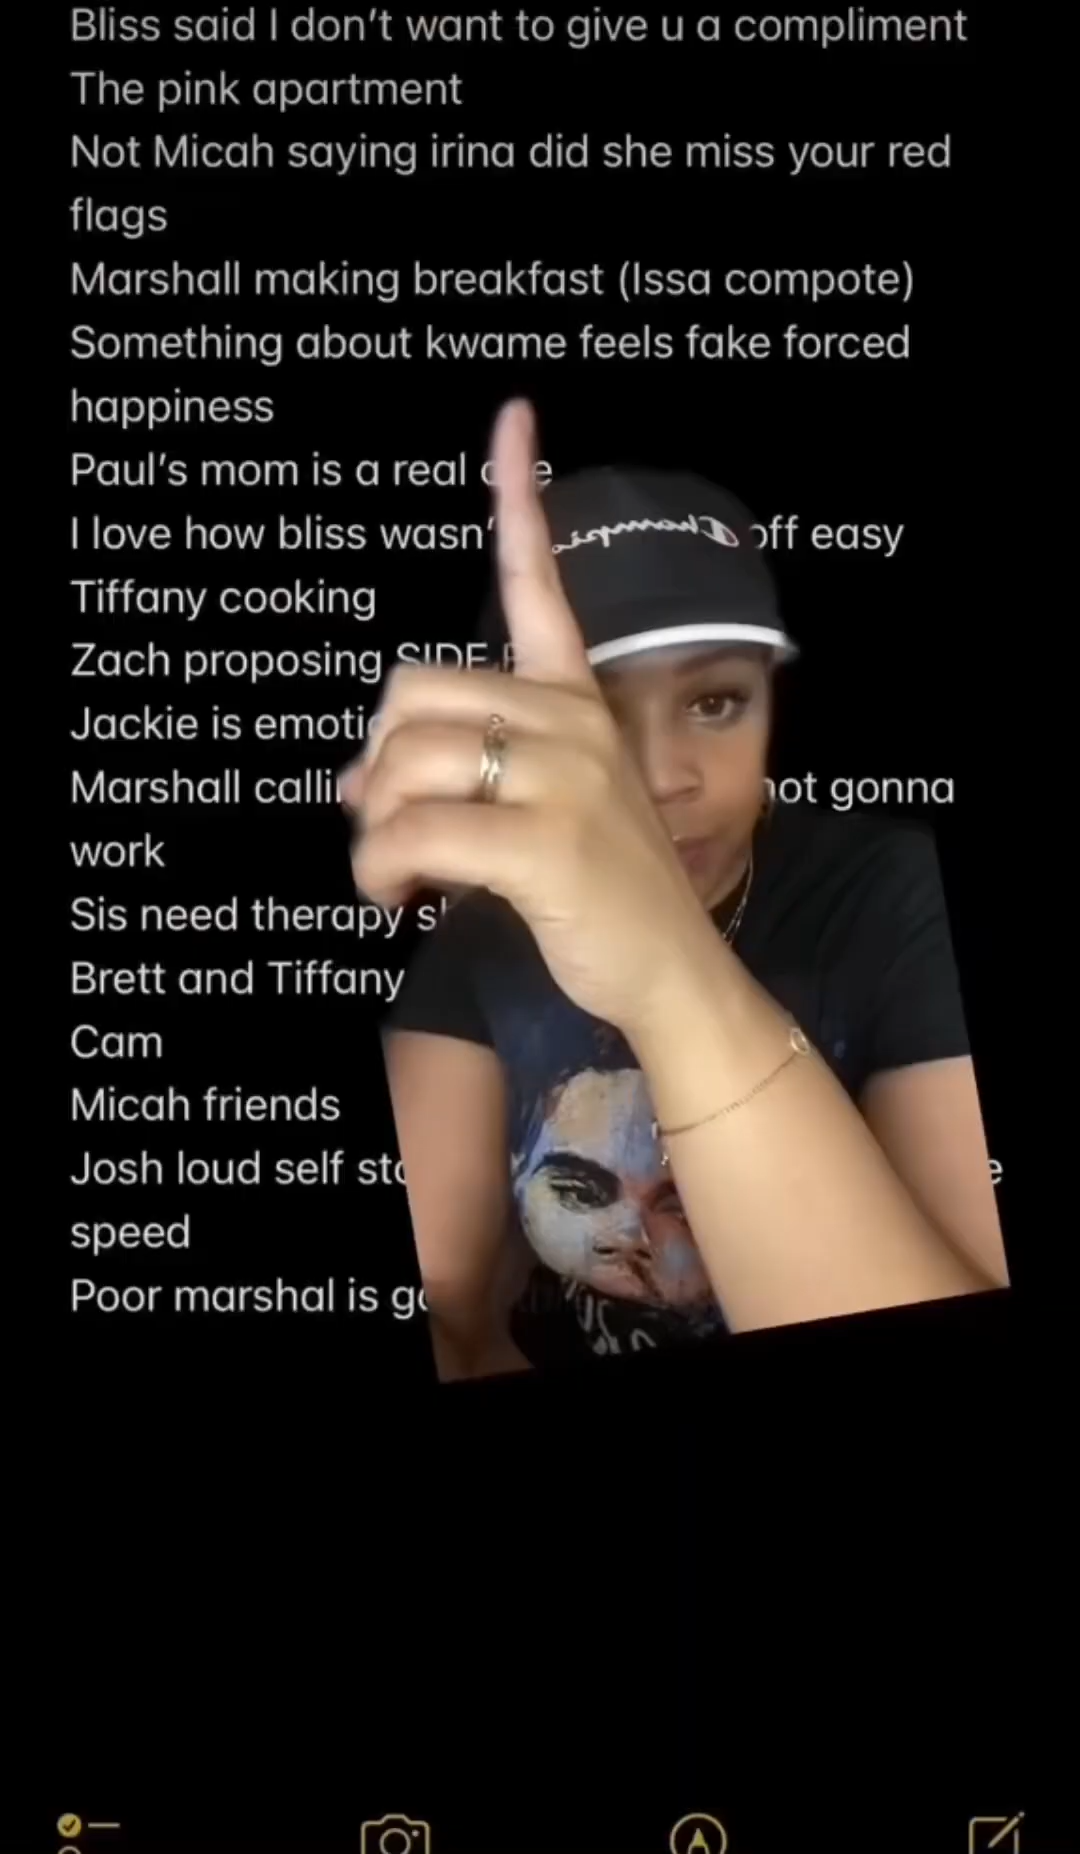 Bliss said I don't want to give u a compliment
The pink apartment
Not Micah saying irina did she miss your red
flags
Marshall making breakfast (Issa compote)
Something about kwame feels fake forced
happiness
Paul's mom is a real
I love how bliss off easy
Champion
Tiffany cooking
Zach proposing SIDE
Jackie is
Marshall not gonna
work
Sis need therapy
Brett and Tiffany
Cam
Micah friends
Josh loud self
speed
Poor marshal is